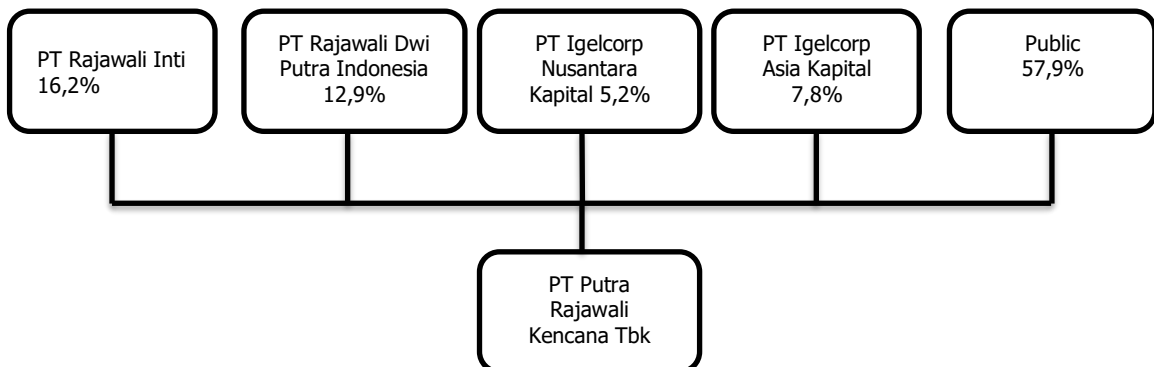 PT Rajawali Inti
16,2%
PT Rajawali Dwi
Putra Indonesia
12,9%
PT Igelcorp
Nusantara
Kapital 5,2%
PT Igelcorp
Asia Kapital
7,8%
Public
57,9%
PT Putra
Rajawali
Kencana Tbk